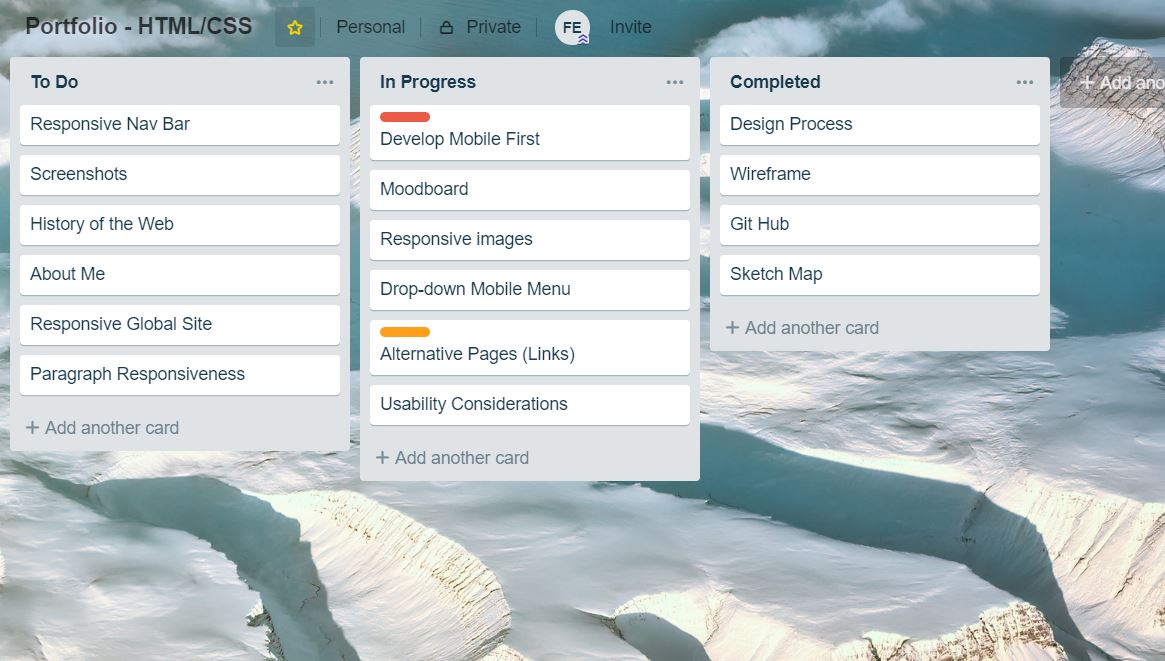 Portfolio - HTML/CSS
Personal
Private
FE
Invite
To Do
Responsive Nav Bar
Screenshots
History of the Web
About Me
Responsive Global Site
Paragraph Responsiveness
+ Add another card
In Progress
Develop Mobile First
Moodboard
Responsive images
Drop-down Mobile Menu
Alternative Pages (Links)
Usability Considerations
+ Add another card
Completed
Design Process
Wireframe
Git Hub
Sketch Map
+ Add another card
+ Add ano